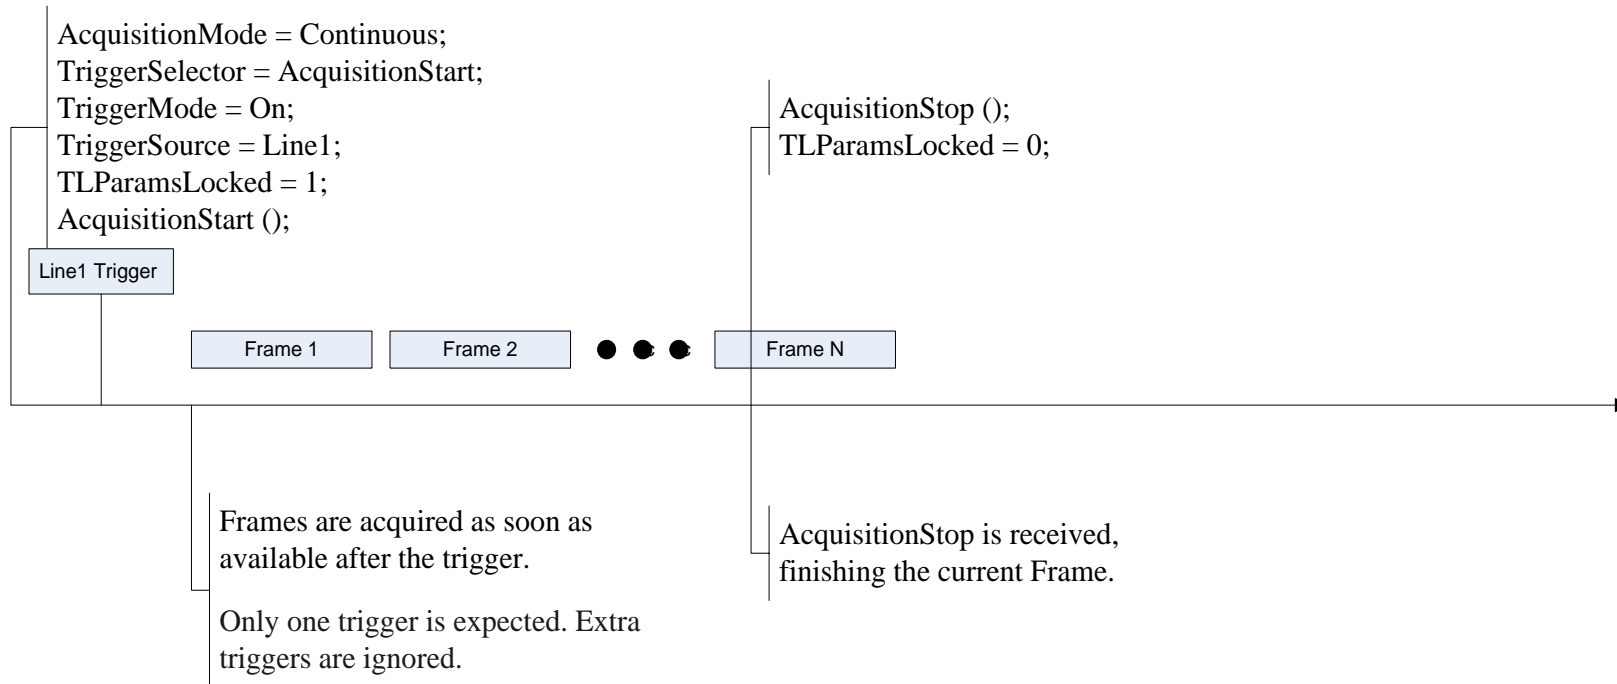 AcquisitionMode = Continuous;
TriggerSelector = AcquisitionStart;
TriggerMode = On;
TriggerSource = Line1;
TLParamsLocked = 1;
AcquisitionStart ();
AcquisitionStop ();
TLParamsLocked = 0;
Line1 Trigger
Frame 1
Frame 2
Frame N
Frames are acquired as soon as
available after the trigger.
Only one trigger is expected. Extra
triggers are ignored.
AcquisitionStop is received,
finishing the current Frame.